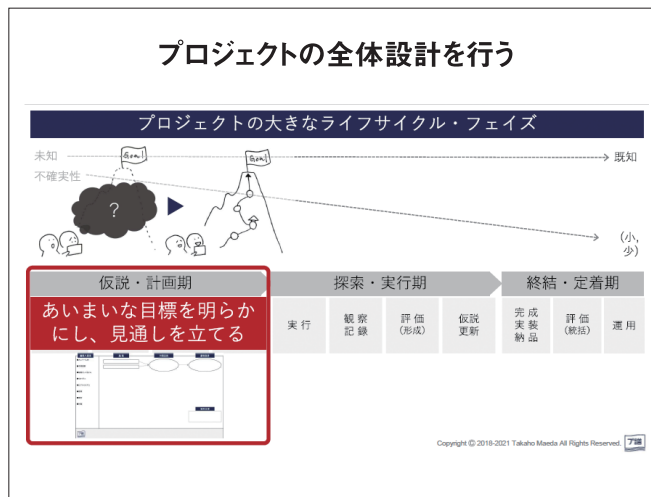 プロジェクトの全体設計を行う
プロジェクトの大きなライフサイクル・フェイズ
未知
既知
不確実性
(小,
少)
Goal
?
Goal
仮説・計画期
探索・実行期
終結・定着期
あいまいな目標を明らか
にし、見通しを立てる
実行
観察
記録
評価
(形成)
仮説
更新
完成
実装
納品
評価
(統括)
運用
Copyright © 2018-2021 Takaho Maeda All Rights Reserved.